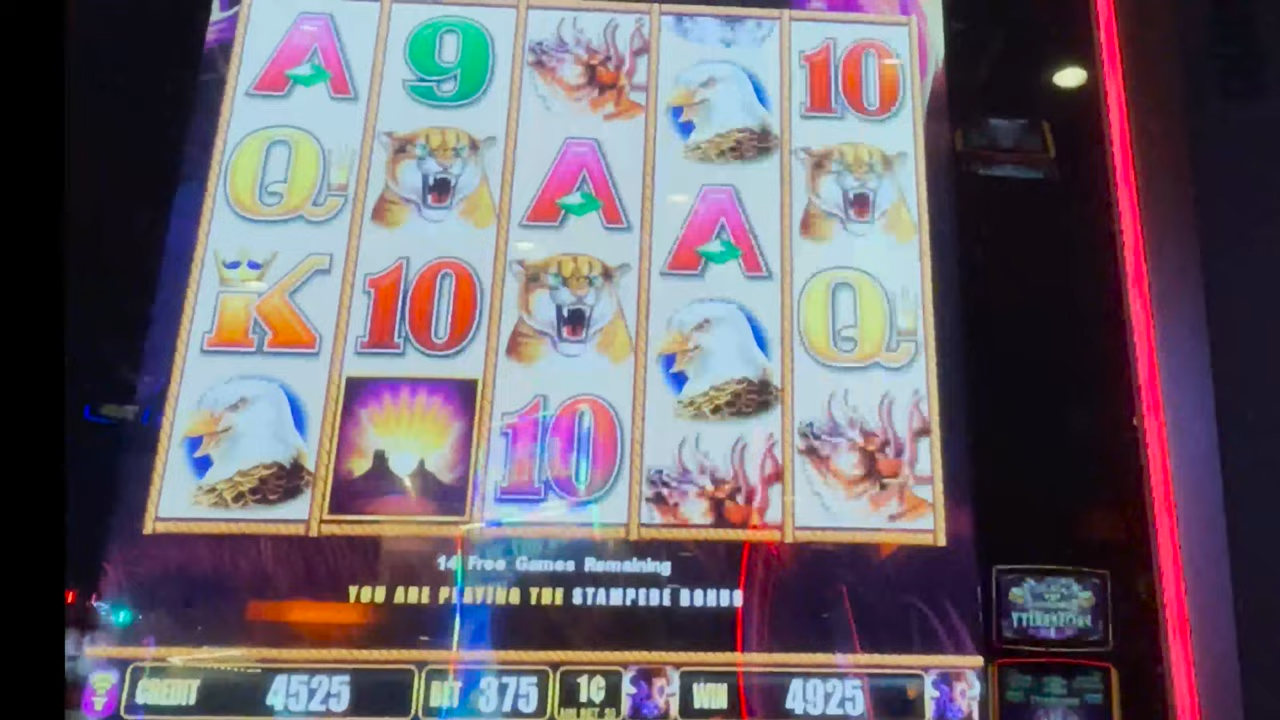 A 9 10
Q A
K 10 A Q
10
14 Free Games Remaining
YOU ARE PLAYING THE STAMPEDE BONUS
CREDIT 4525 BET 375 1¢ WIN 4925